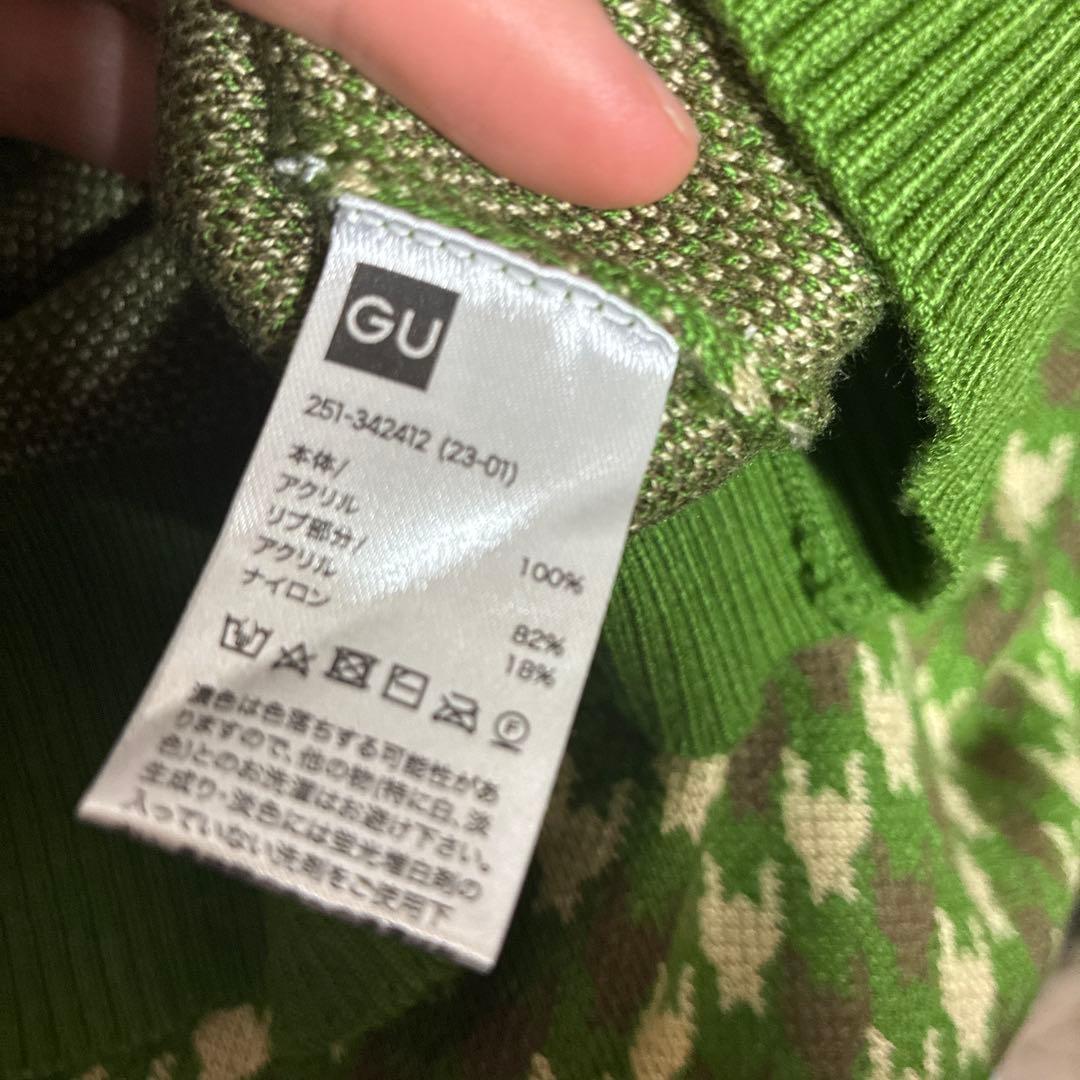 GU
251-342412 (23-01)
本体/
アクリル 100%
リブ部分/
アクリル 82%
ナイロン 18%
F
濃色は色落ちする可能性があ
りますので、他の物(特に白、淡
色)とのお洗濯はお避け下さい。
生成り・淡色には蛍光増白剤の
入っていない洗剤をご使用下